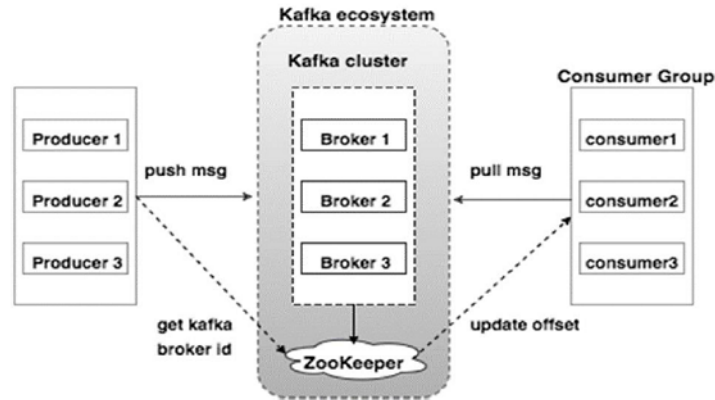 Kafka ecosystem
Kafka cluster
Consumer Group
Producer 1
Broker 1
consumer1
push msg
pull msg
Producer 2
Broker 2
consumer2
Producer 3
Broker 3
consumer3
get kafka
broker id
update offset
ZooKeeper